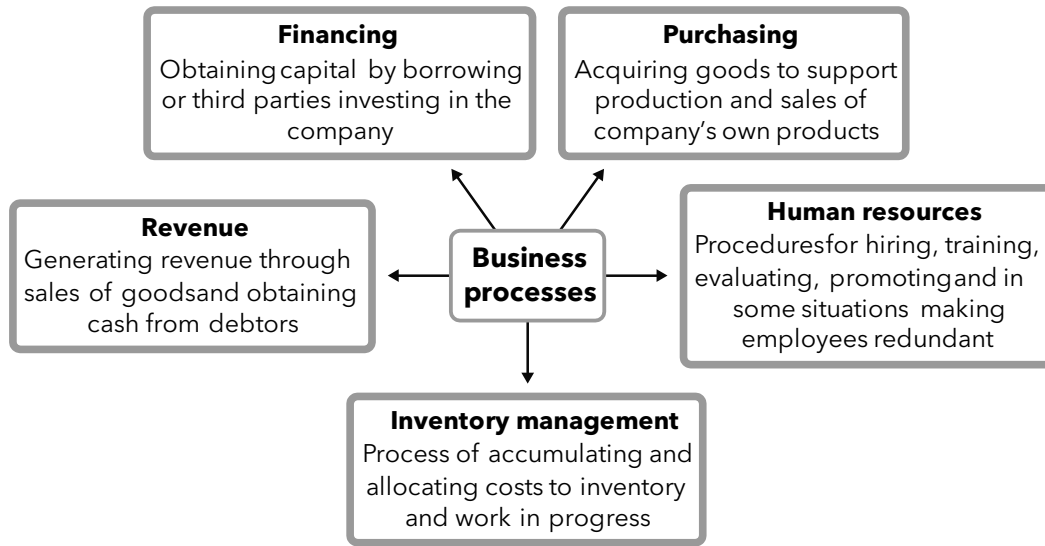 Financing
Obtaining capital by borrowing
or third parties investing in the
company
Purchasing
Acquiring goods to support
production and sales of
company’s own products
Revenue
Generating revenue through
sales of goodsand obtaining
cash from debtors
Business
processes
Human resources
Proceduresfor hiring, training,
evaluating, promotingand in
some situations making
employees redundant
Inventory management
Process of accumulating and
allocating costs to inventory
and work in progress